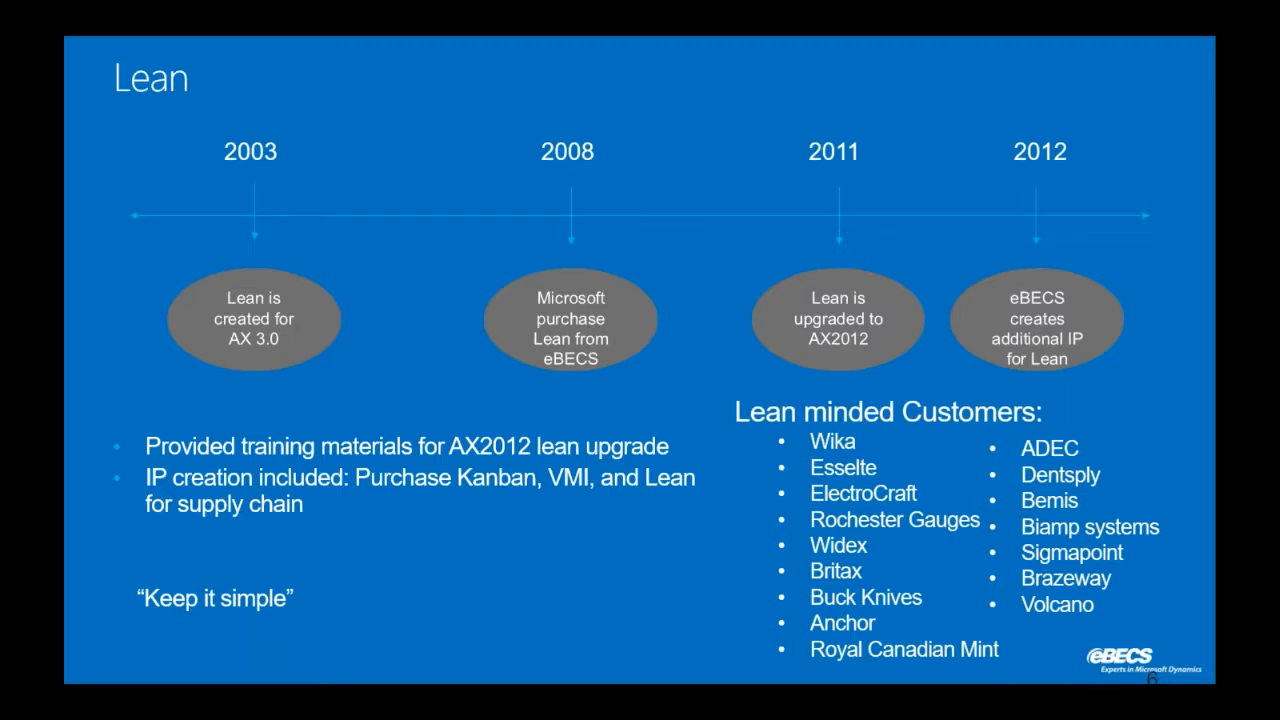 Lean
2003
2008
2011
2012
Lean is
created for
AX 3.0
Microsoft
purchase
Lean from
eBECS
Lean is
upgraded to
AX2012
eBECS
creates
additional IP
for Lean
• Provided training materials for AX2012 lean upgrade
• IP creation included: Purchase Kanban, VMI, and Lean
for supply chain
“Keep it simple”
Lean minded Customers:
• Wika
• Esselte
• ElectroCraft
• Rochester Gauges
• Widex
• Britax
• Buck Knives
• Anchor
• Royal Canadian Mint
• ADEC
• Dentsply
• Bemis
• Biamp systems
• Sigmapoint
• Brazeway
• Volcano
eBECS
Experts in Microsoft Dynamics
6